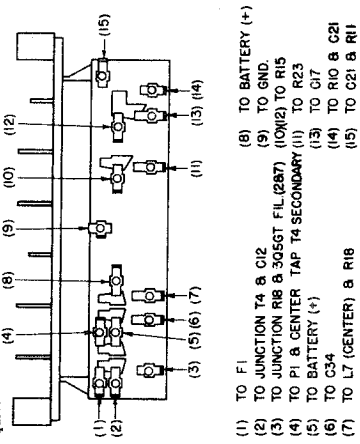 (15)
(12)
(14)
(13)
(10)
(11)
(9)
(8)
(7)
(4)
(6)
(5)
(3)
(1)
(2)
(1) TO F1
(2) TO JUNCTION T4 & C12
(3) TO JUNCTION R18 & 3Q5GT FIL.(2&7)
(4) TO P1 & CENTER TAP T4 SECONDARY
(5) TO BATTERY (+)
(6) TO C34
(7) TO L7 (CENTER) & R18
(8) TO BATTERY (+)
(9) TO GND.
(10)(12) TO R15
(11) TO R23
(13) TO C17
(14) TO R10 & C21
(15) TO C21 & R11